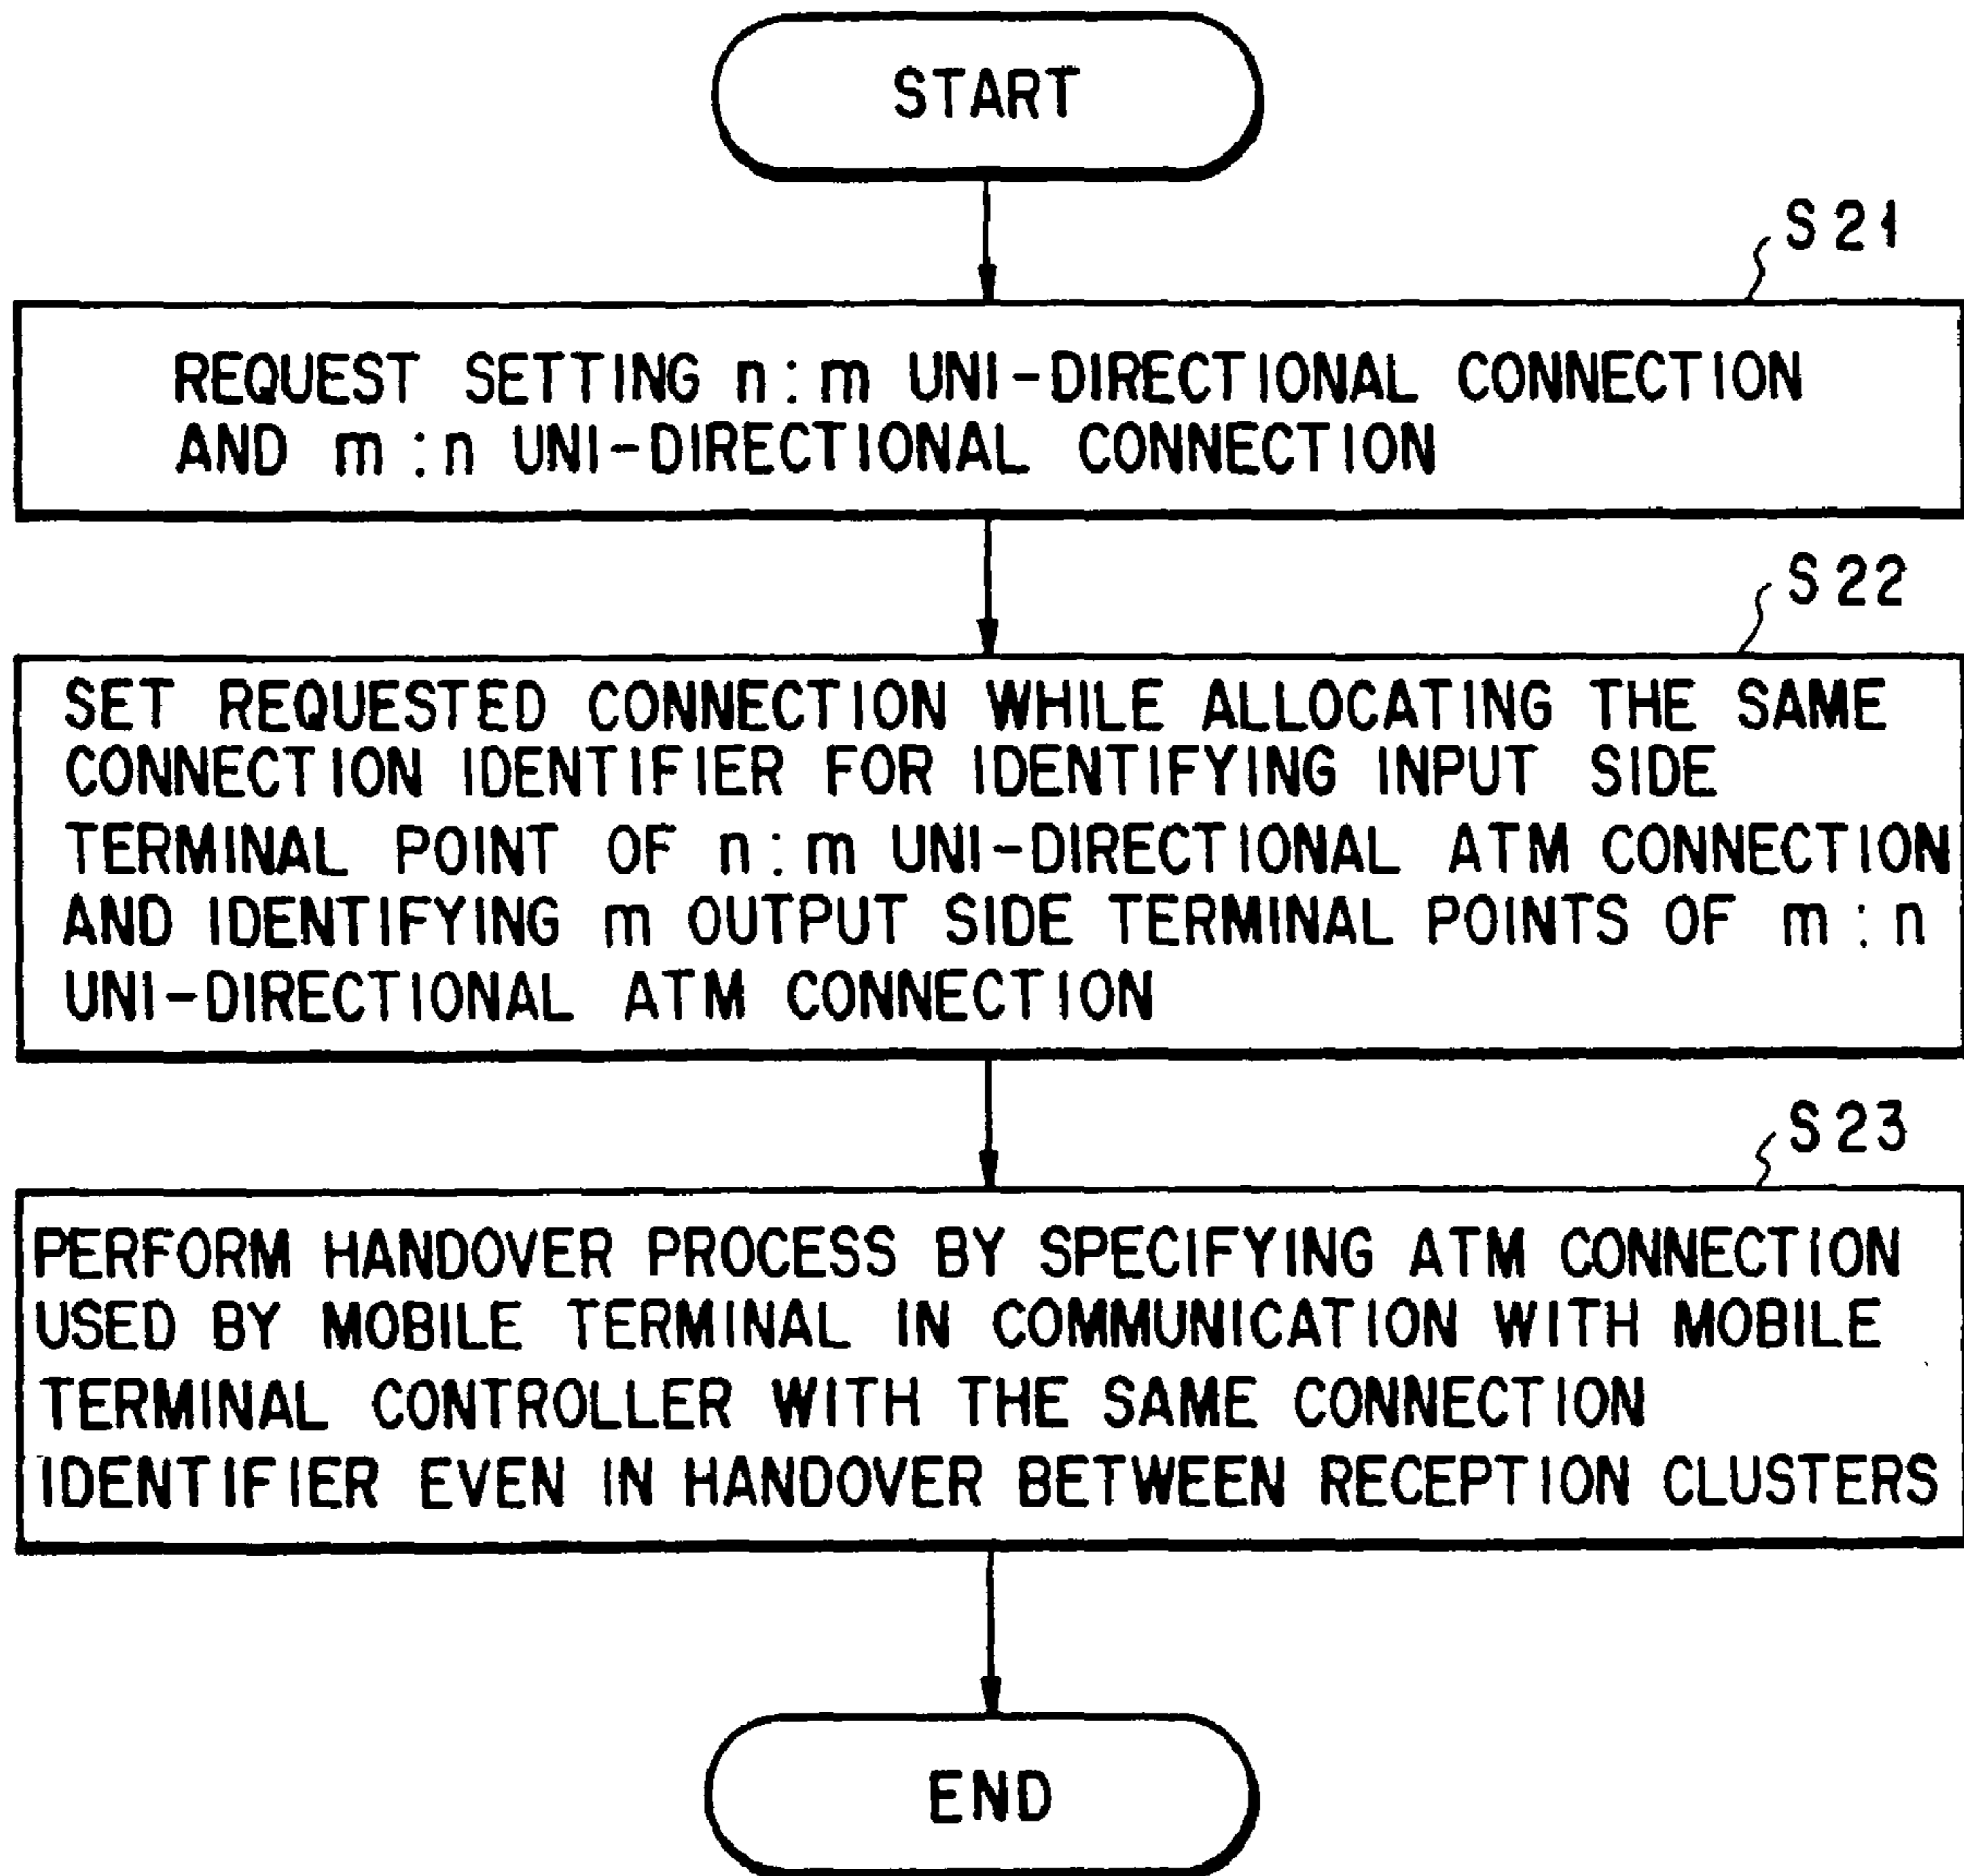 START
S21
REQUEST SETTING n:m UNI-DIRECTIONAL CONNECTION
AND m:n UNI-DIRECTIONAL CONNECTION
S22
SET REQUESTED CONNECTION WHILE ALLOCATING THE SAME
CONNECTION IDENTIFIER FOR IDENTIFYING INPUT SIDE
TERMINAL POINT OF n:m UNI-DIRECTIONAL ATM CONNECTION
AND IDENTIFYING m OUTPUT SIDE TERMINAL POINTS OF m:n
UNI-DIRECTIONAL ATM CONNECTION
S23
PERFORM HANDOVER PROCESS BY SPECIFYING ATM CONNECTION
USED BY MOBILE TERMINAL IN COMMUNICATION WITH MOBILE
TERMINAL CONTROLLER WITH THE SAME CONNECTION
IDENTIFIER EVEN IN HANDOVER BETWEEN RECEPTION CLUSTERS
END